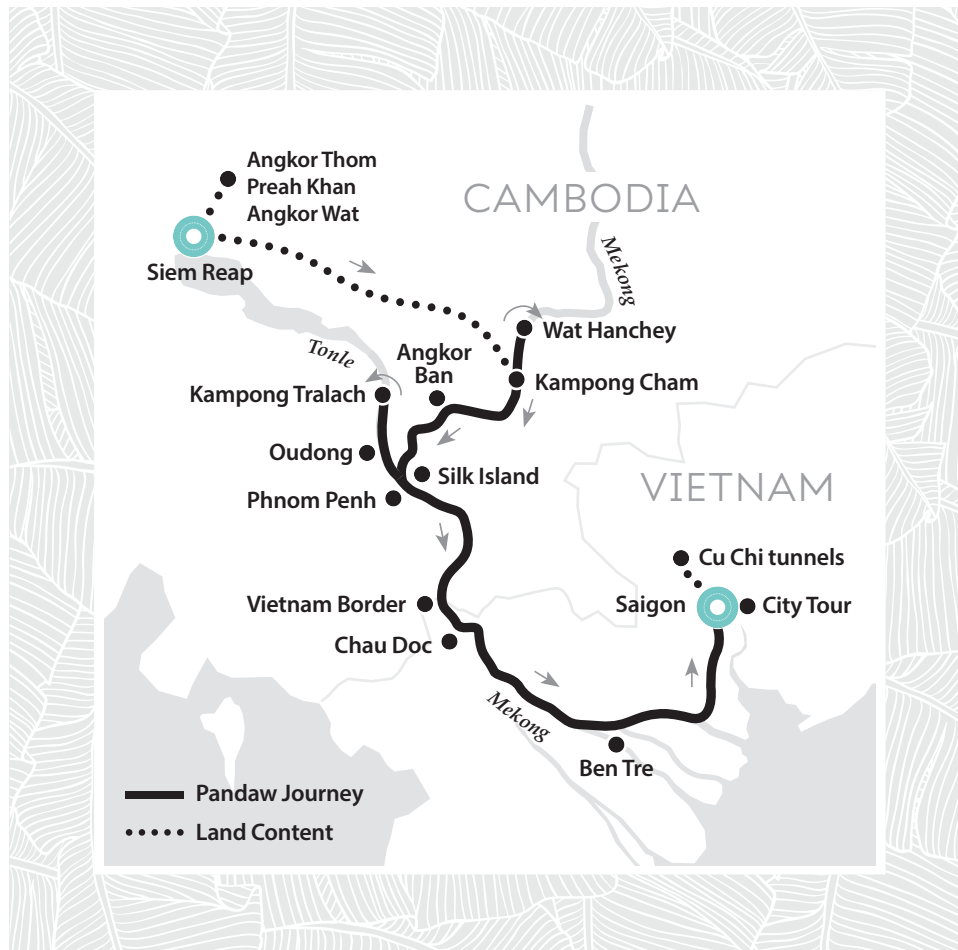 Angkor Thom
Preah Khan
Angkor Wat
CAMBODIA
Siem Reap
Mekong
Wat Hanchey
Tonle
Angkor
Ban
Kampong Tralach
Kampong Cham
Oudong
Silk Island
Phnom Penh
VIETNAM
Cu Chi tunnels
Vietnam Border
Saigon
City Tour
Chau Doc
Mekong
Ben Tre
Pandaw Journey
Land Content